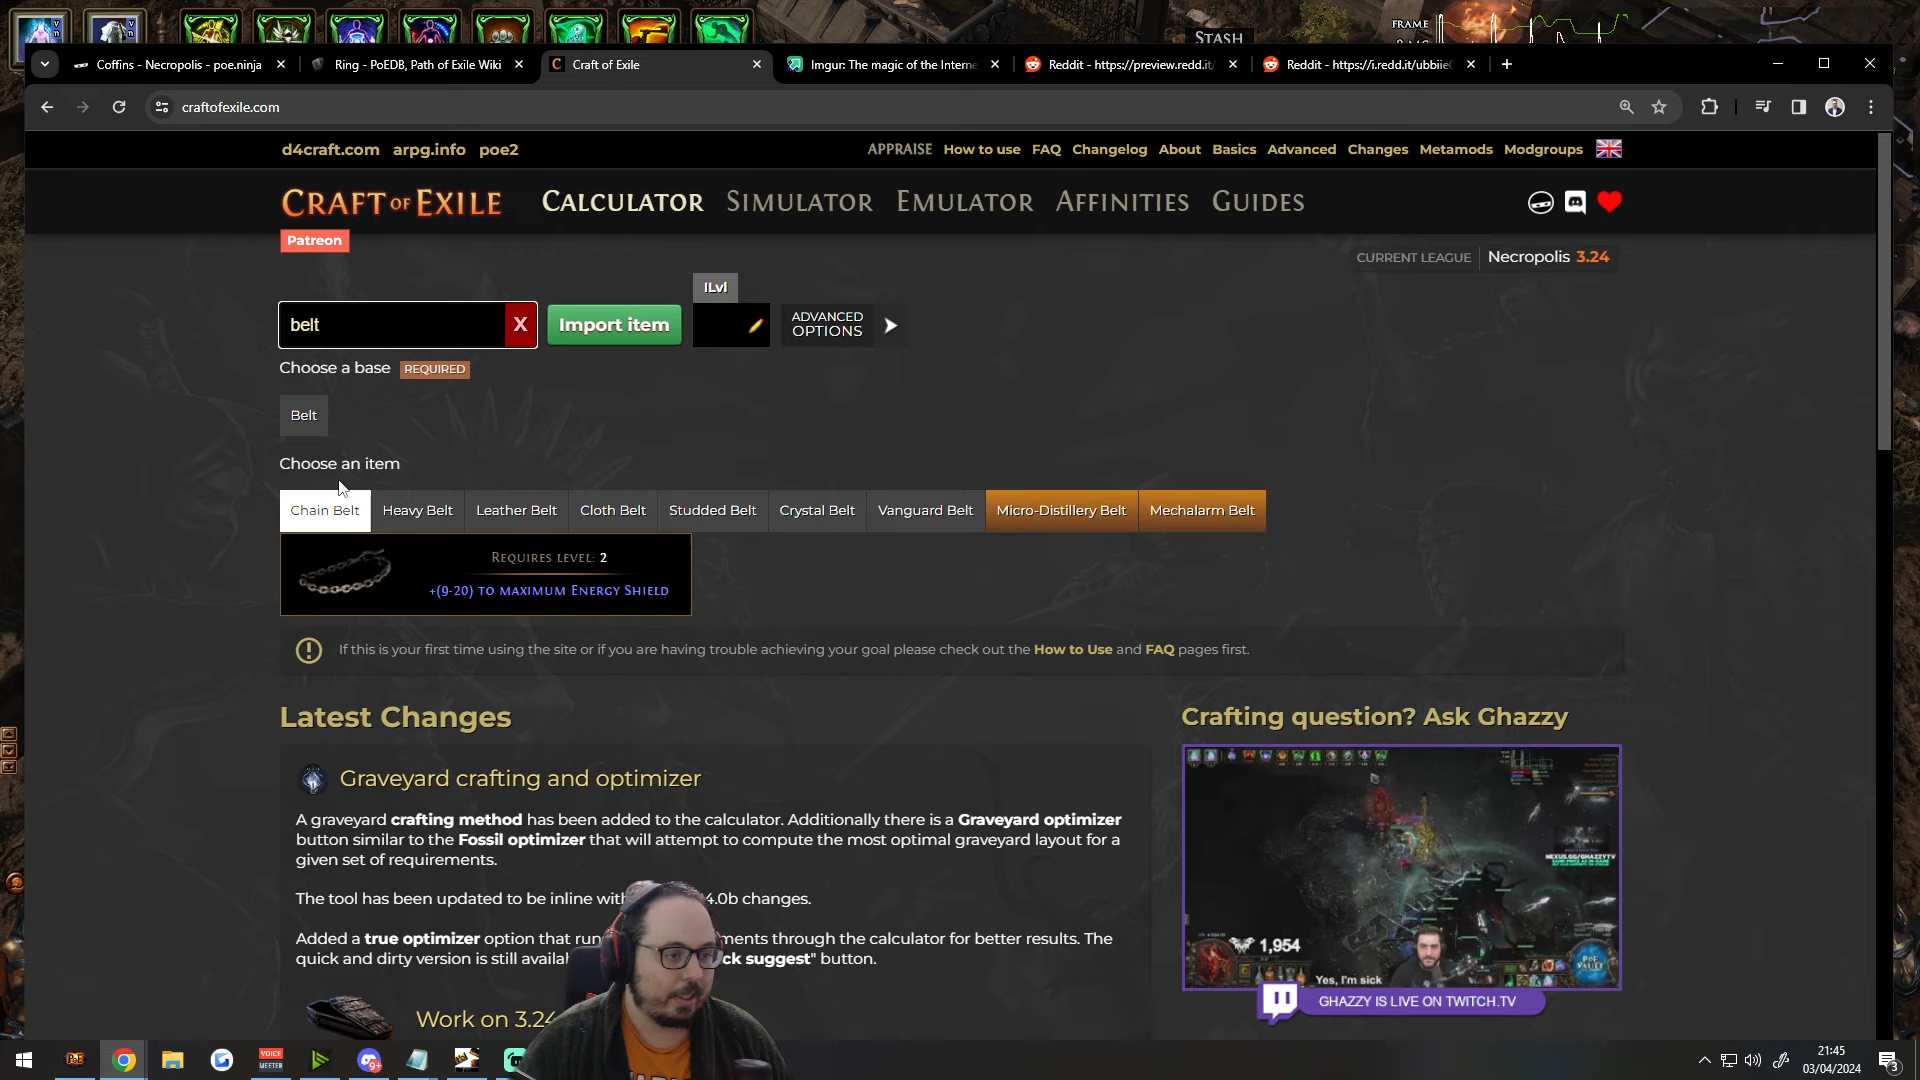 STASH
FRAME
Coffins - Necropolis - poe.ninja
Ring - PoEDB, Path of Exile Wiki
Craft of Exile
Imgur: The magic of the Interne
Reddit - https://preview.redd.it/
Reddit - https://i.redd.it/ubbiie
craftofexile.com
d4craft.com arpg.info poe2
APPRAISE How to use FAQ Changelog About Basics Advanced Changes Metamods Modgroups
CRAFT OF EXILE
CALCULATOR SIMULATOR EMULATOR AFFINITIES GUIDES
Patreon
CURRENT LEAGUE Necropolis 3.24
ILvl
belt X
Import item
ADVANCED OPTIONS
Choose a base REQUIRED
Belt
Choose an item
Chain Belt Heavy Belt Leather Belt Cloth Belt Studded Belt Crystal Belt Vanguard Belt Micro-Distillery Belt Mechalarm Belt
REQUIRES LEVEL: 2
+(9-20) TO MAXIMUM ENERGY SHIELD
If this is your first time using the site or if you are having trouble achieving your goal please check out the How to Use and FAQ pages first.
Latest Changes
Crafting question? Ask Ghazzy
Graveyard crafting and optimizer
A graveyard crafting method has been added to the calculator. Additionally there is a Graveyard optimizer
button similar to the Fossil optimizer that will attempt to compute the most optimal graveyard layout for a
given set of requirements.
The tool has been updated to be inline with 4.0b changes.
Added a true optimizer option that run ments through the calculator for better results. The
quick and dirty version is still availa ck suggest" button.
Work on 3.24
NEXUS.GG/GHAZZYTV
1,954
Yes, I'm sick
POE VAULT
GHAZZY IS LIVE ON TWITCH.TV
VOICE MEETER
9+
21:45
03/04/2024
3